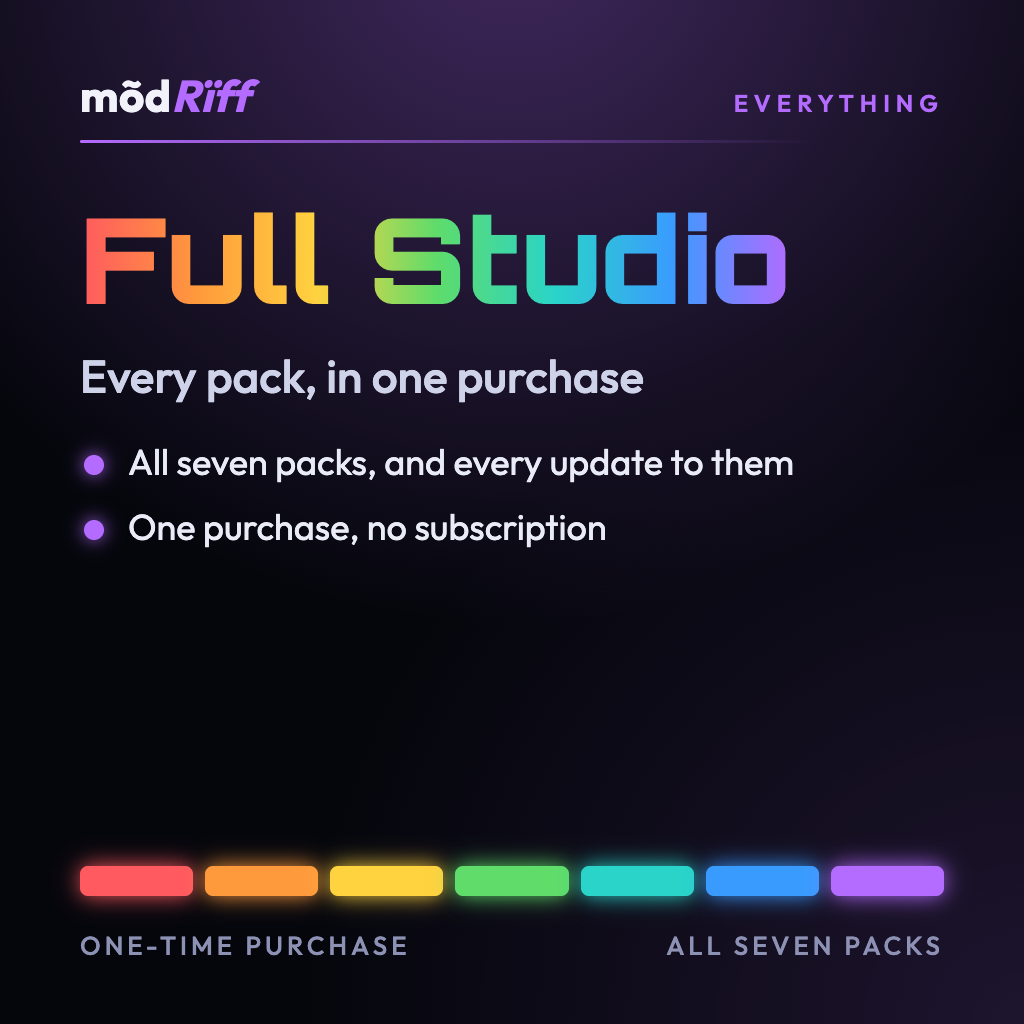 mõdRïff
EVERYTHING
Full Studio
Every pack, in one purchase
All seven packs, and every update to them
One purchase, no subscription
ONE-TIME PURCHASE
ALL SEVEN PACKS